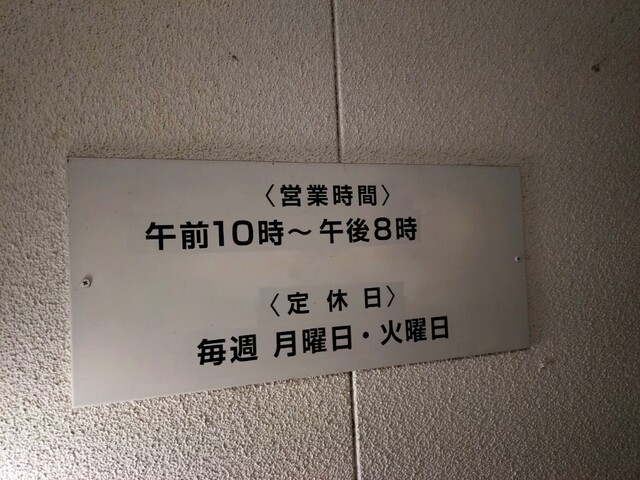 〈営業時間〉
午前10時～午後8時
〈定休日〉
毎週 月曜日・火曜日